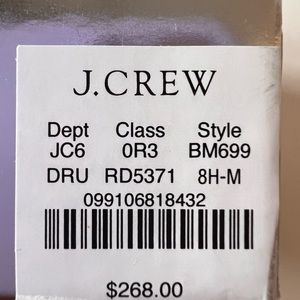 J.CREW
Dept Class Style
JC6 0R3 BM699
DRU RD5371 8H-M
099106818432
$268.00